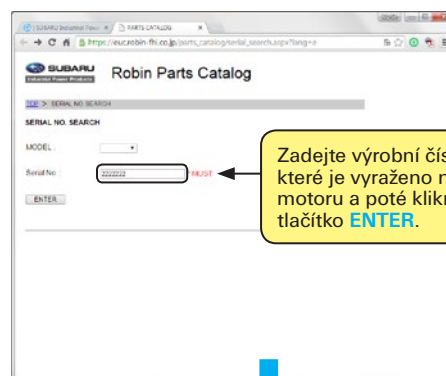 SUBARU Industrial Power
PARTS CATALOG
https://euc.robin-fhi.co.jp/parts_catalog/serial_search.aspx?lang=e
SUBARU
Industrial Power Products
Robin Parts Catalog
TOP > SERIAL NO. SEARCH
SERIAL NO. SEARCH
MODEL :
Serial No. :
2222222
* MUST
ENTER
Zadejte výrobní čís
které je vyraženo n
motoru a poté klikn
tlačítko ENTER.